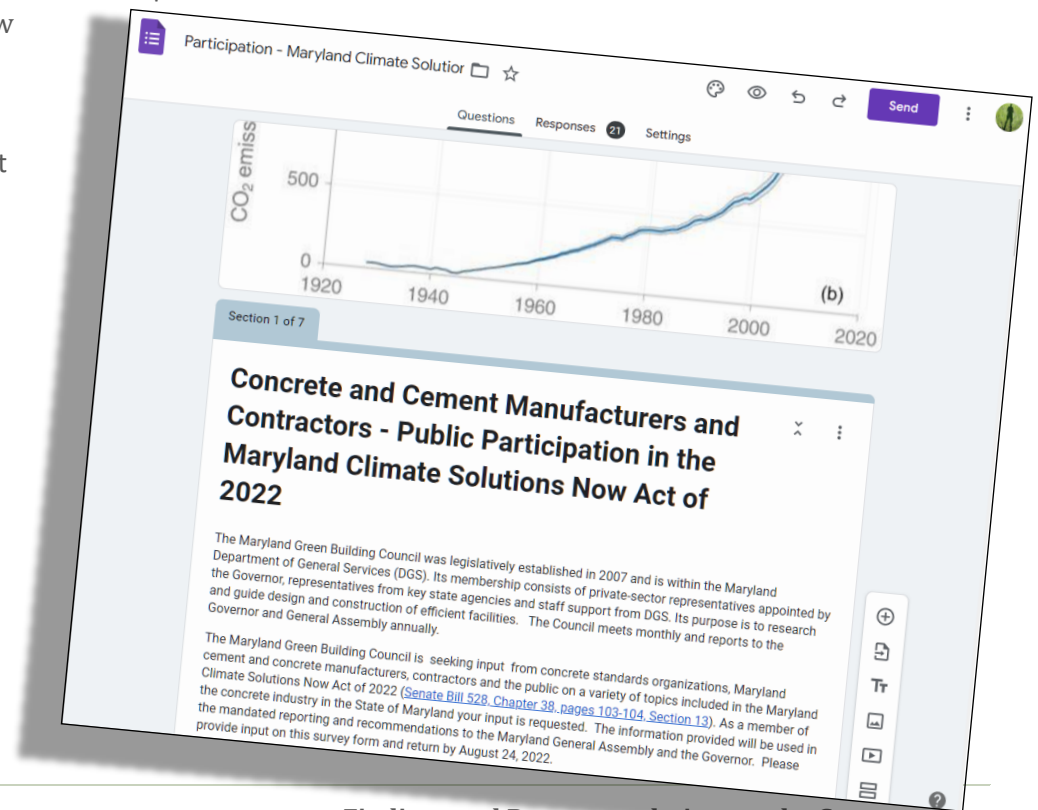 w
t
Participation - Maryland Climate Solution
Send
Questions
Responses 21
Settings
CO₂ emiss
500
0
1920
1940
1960
1980
2000
2020
(b)
Section 1 of 7
Concrete and Cement Manufacturers and
Contractors - Public Participation in the
Maryland Climate Solutions Now Act of
2022
The Maryland Green Building Council was legislatively established in 2007 and is within the Maryland
Department of General Services (DGS). Its membership consists of private-sector representatives appointed by
the Governor, representatives from key state agencies and staff support from DGS. Its purpose is to research
and guide design and construction of efficient facilities. The Council meets monthly and reports to the
Governor and General Assembly annually.
The Maryland Green Building Council is seeking input from concrete standards organizations, Maryland
cement and concrete manufacturers, contractors and the public on a variety of topics included in the Maryland
Climate Solutions Now Act of 2022 (Senate Bill 528, Chapter 38, pages 103-104, Section 13). As a member of
the concrete industry in the State of Maryland your input is requested. The information provided will be used in
the mandated reporting and recommendations to the Maryland General Assembly and the Governor. Please
provide input on this survey form and return by August 24, 2022.
Tт
?